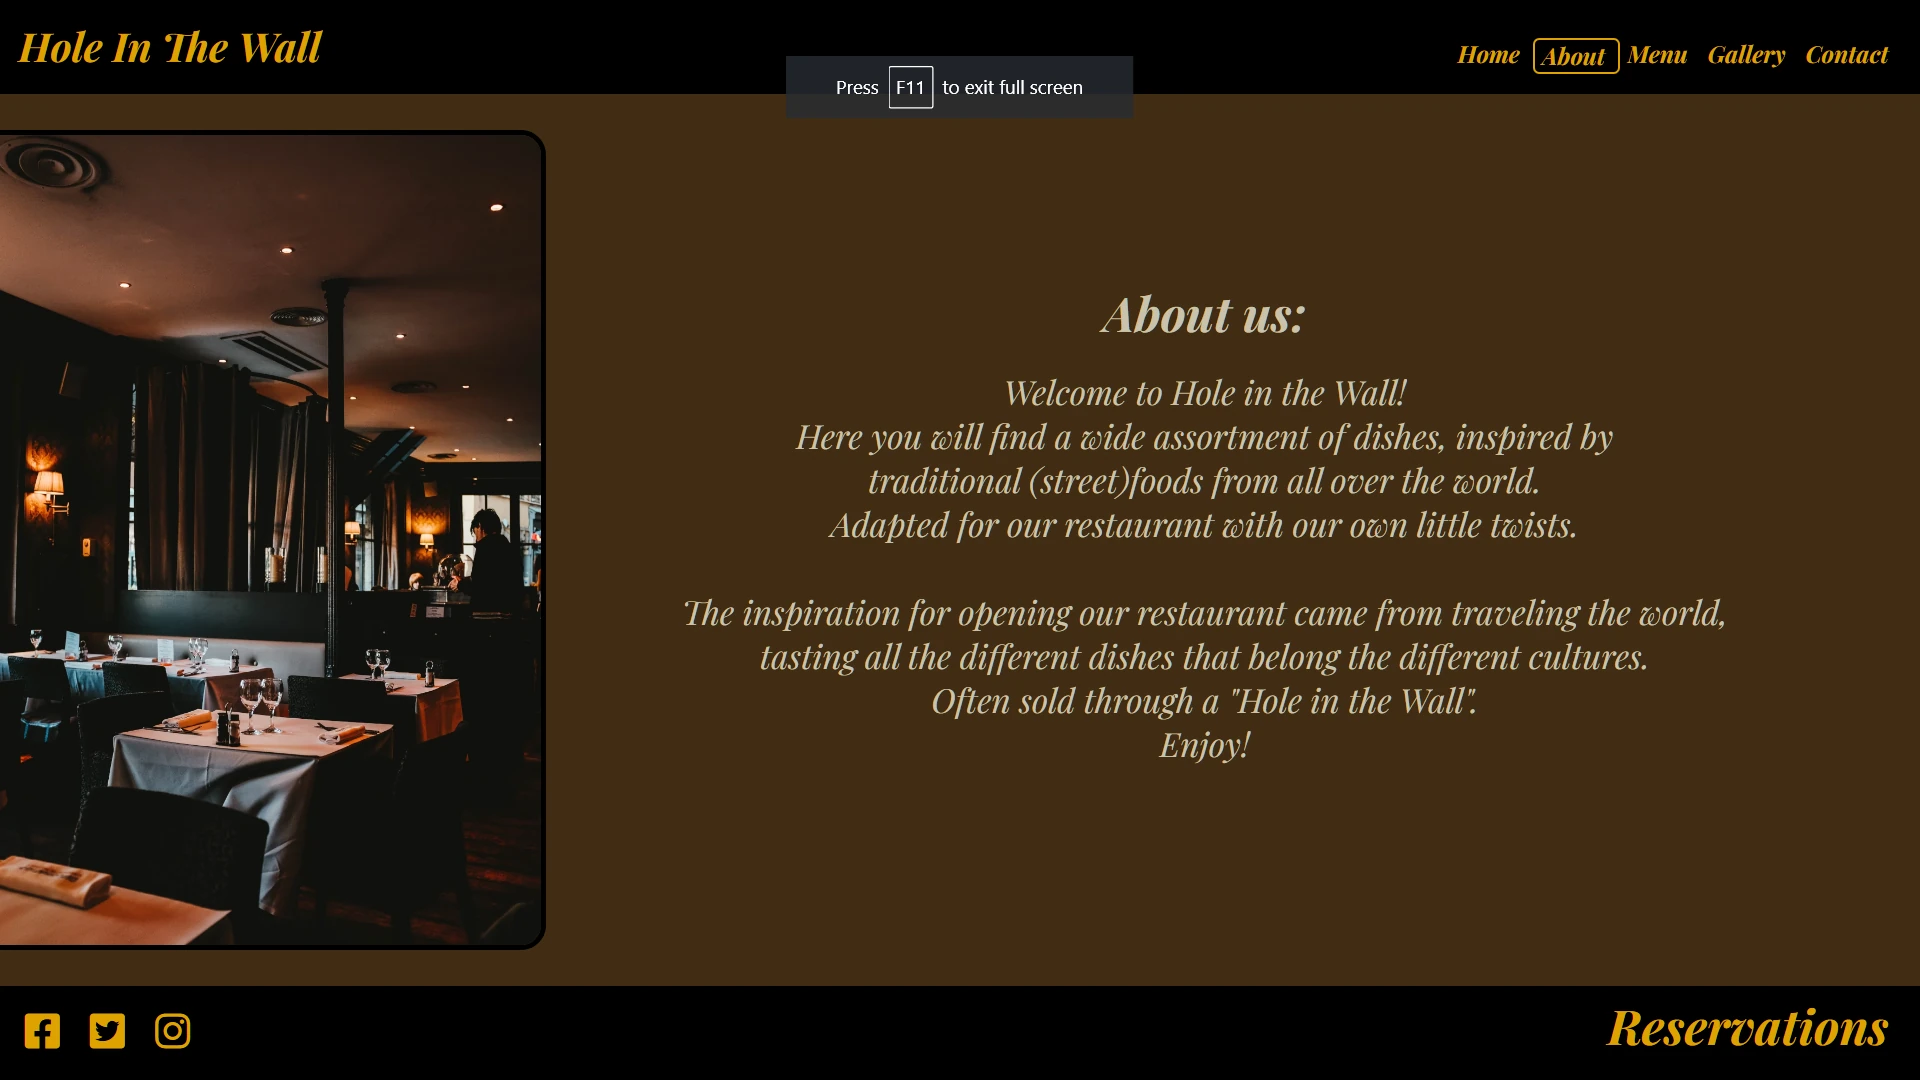 Hole In The Wall
Home About Menu Gallery Contact
Press F11 to exit full screen
About us:
Welcome to Hole in the Wall!
Here you will find a wide assortment of dishes, inspired by
traditional (street)foods from all over the world.
Adapted for our restaurant with our own little twists.
The inspiration for opening our restaurant came from traveling the world,
tasting all the different dishes that belong the different cultures.
Often sold through a "Hole in the Wall".
Enjoy!
Reservations